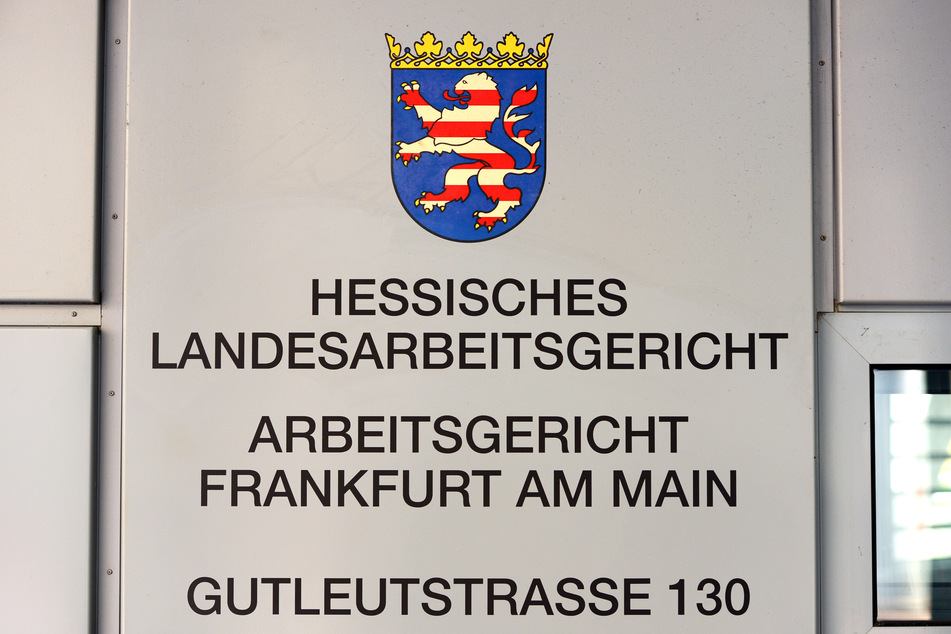 HESSISCHES
LANDESARBEITSGERICHT
ARBEITSGERICHT
FRANKFURT AM MAIN
GUTLEUTSTRASSE 130